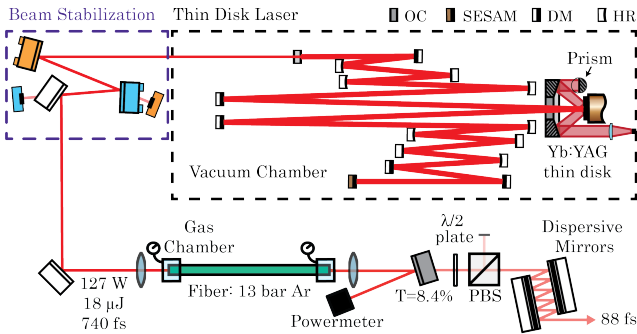 Beam Stabilization
Thin Disk Laser
OC
SESAM
DM
HR
Prism
Yb:YAG
thin disk
Vacuum Chamber
Gas
Chamber
λ/2
plate
Dispersive
Mirrors
127 W
18 µJ
740 fs
Fiber: 13 bar Ar
Powermeter
T=8.4%
PBS
88 fs